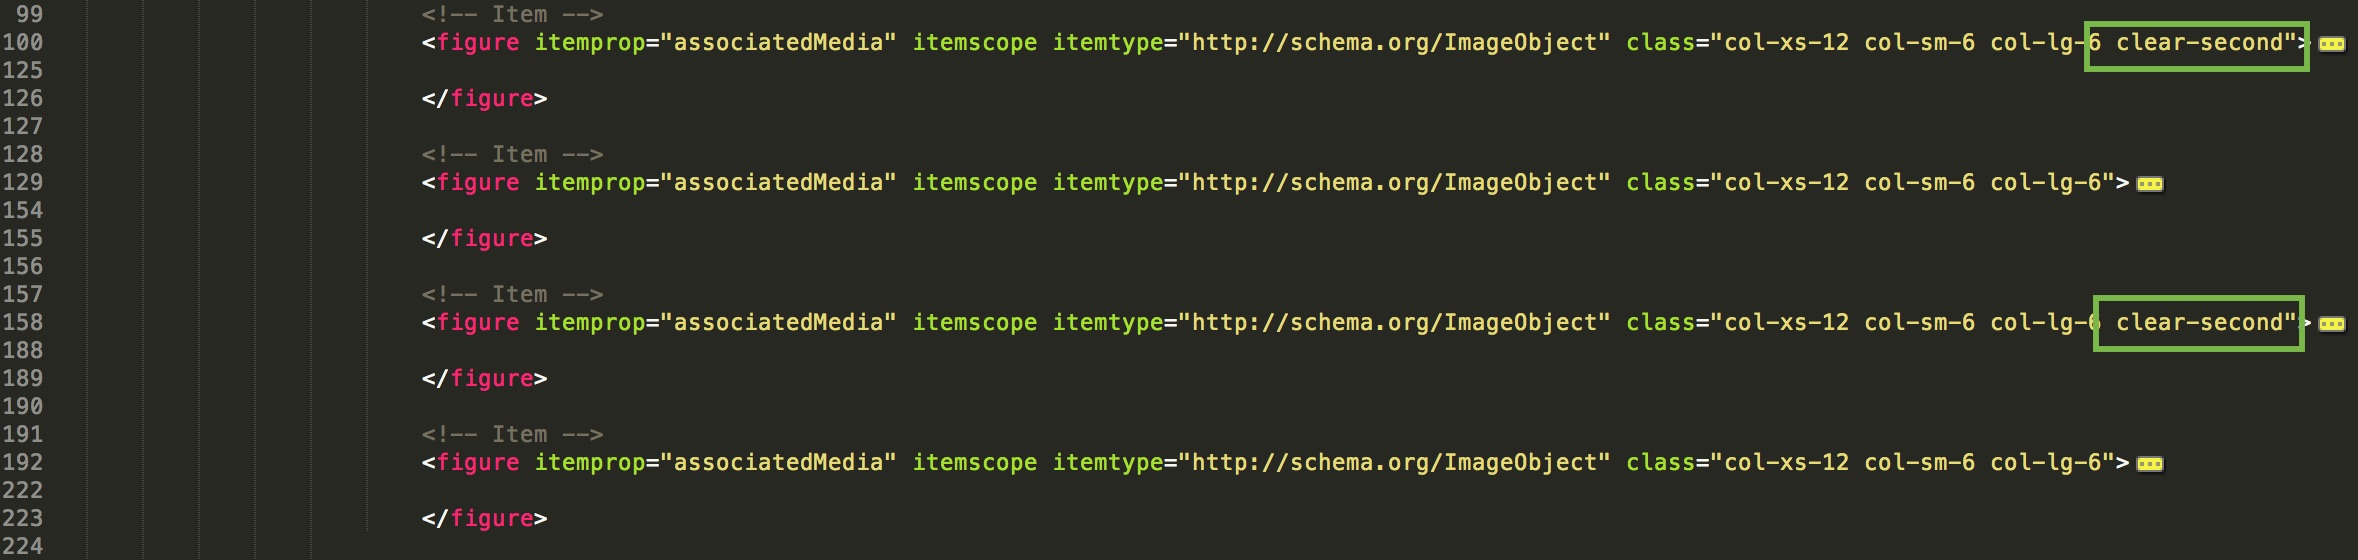 99 <!-- Item -->
100 <figure itemprop="associatedMedia" itemscope itemtype="http://schema.org/ImageObject" class="col-xs-12 col-sm-6 col-lg-6 clear-second">
125
126 </figure>
127
128 <!-- Item -->
129 <figure itemprop="associatedMedia" itemscope itemtype="http://schema.org/ImageObject" class="col-xs-12 col-sm-6 col-lg-6">
154
155 </figure>
156
157 <!-- Item -->
158 <figure itemprop="associatedMedia" itemscope itemtype="http://schema.org/ImageObject" class="col-xs-12 col-sm-6 col-lg-6 clear-second">
188
189 </figure>
190
191 <!-- Item -->
192 <figure itemprop="associatedMedia" itemscope itemtype="http://schema.org/ImageObject" class="col-xs-12 col-sm-6 col-lg-6">
222
223 </figure>
224